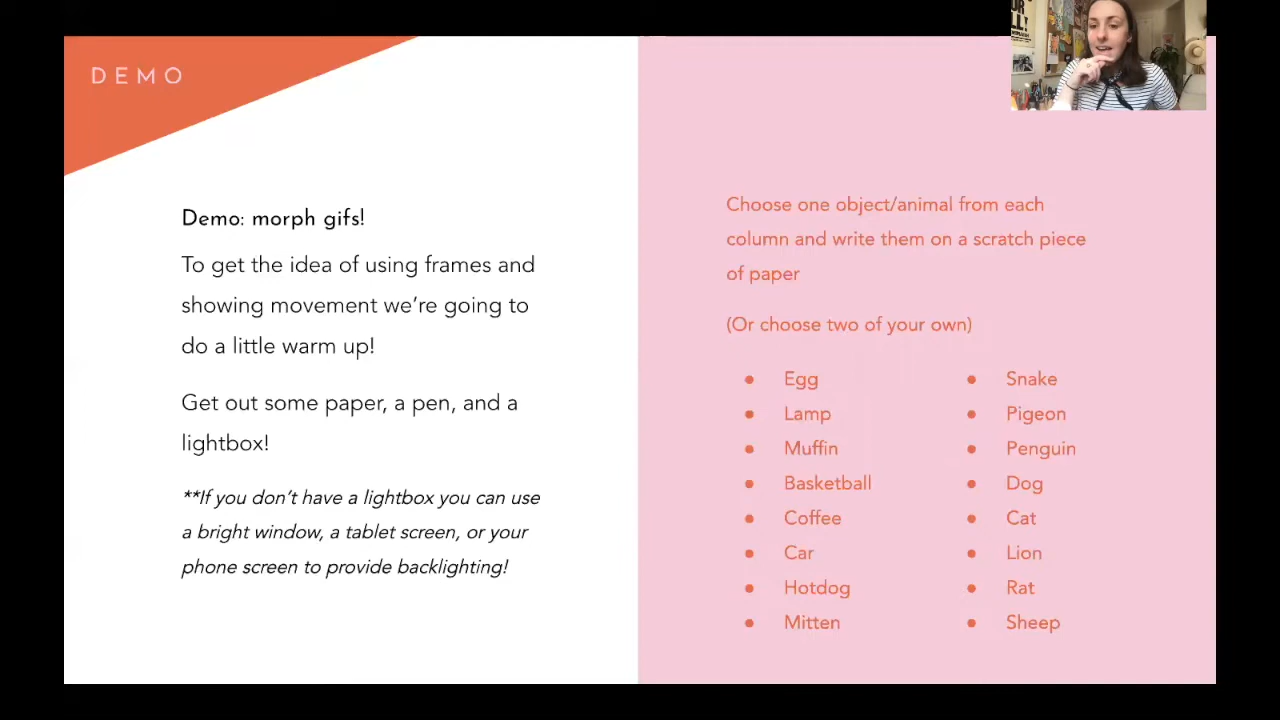 DEMO
Demo: morph gifs!
To get the idea of using frames and
showing movement we're going to
do a little warm up!
Get out some paper, a pen, and a
lightbox!
**If you don't have a lightbox you can use
a bright window, a tablet screen, or your
phone screen to provide backlighting!
Choose one object/animal from each
column and write them on a scratch piece
of paper
(Or choose two of your own)
• Egg
• Lamp
• Muffin
• Basketball
• Coffee
• Car
• Hotdog
• Mitten
• Snake
• Pigeon
• Penguin
• Dog
• Cat
• Lion
• Rat
• Sheep